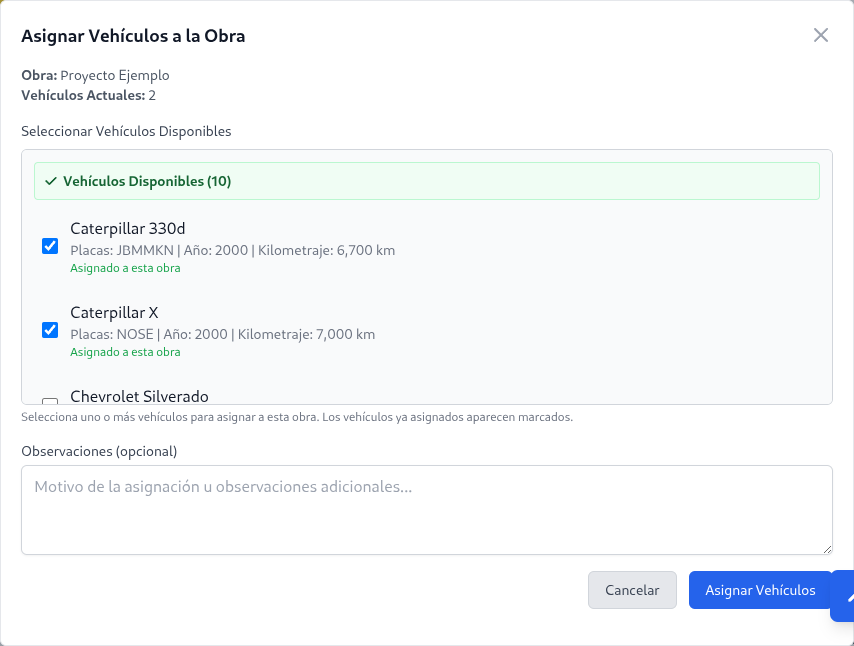 Asignar Vehículos a la Obra
Obra: Proyecto Ejemplo
Vehículos Actuales: 2
Seleccionar Vehículos Disponibles
Vehículos Disponibles (10)
Caterpillar 330d
Placas: JBMMKN | Año: 2000 | Kilometraje: 6,700 km
Asignado a esta obra
Caterpillar X
Placas: NOSE | Año: 2000 | Kilometraje: 7,000 km
Asignado a esta obra
Chevrolet Silverado
Selecciona uno o más vehículos para asignar a esta obra. Los vehículos ya asignados aparecen marcados.
Observaciones (opcional)
Motivo de la asignación u observaciones adicionales...
Cancelar
Asignar Vehículos